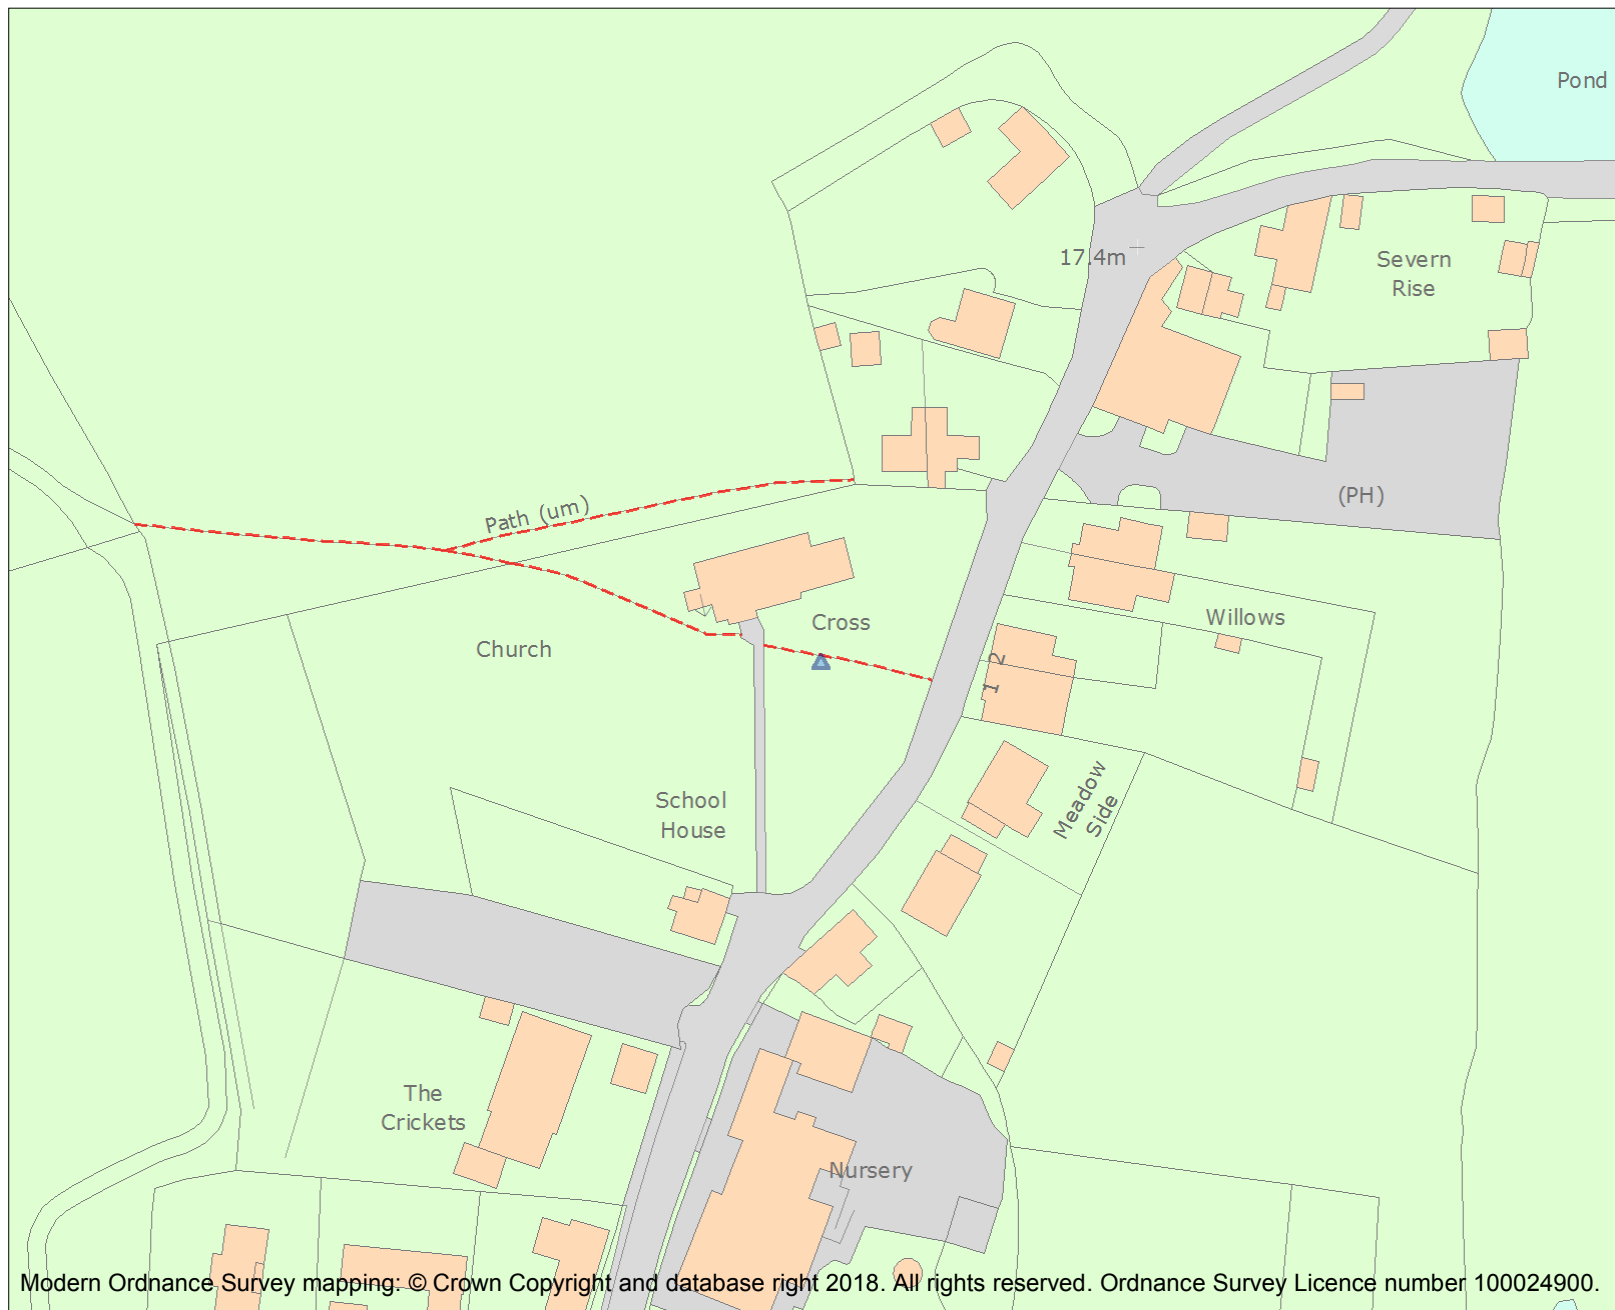 Pond
17.4m
Severn
Rise
(PH)
Path (um)
Willows
Cross
Church
2
1
School
House
Meadow
Side
The
Crickets
Nursery
Modern Ordnance Survey mapping: © Crown Copyright and database right 2018. All rights reserved. Ordnance Survey Licence number 100024900.